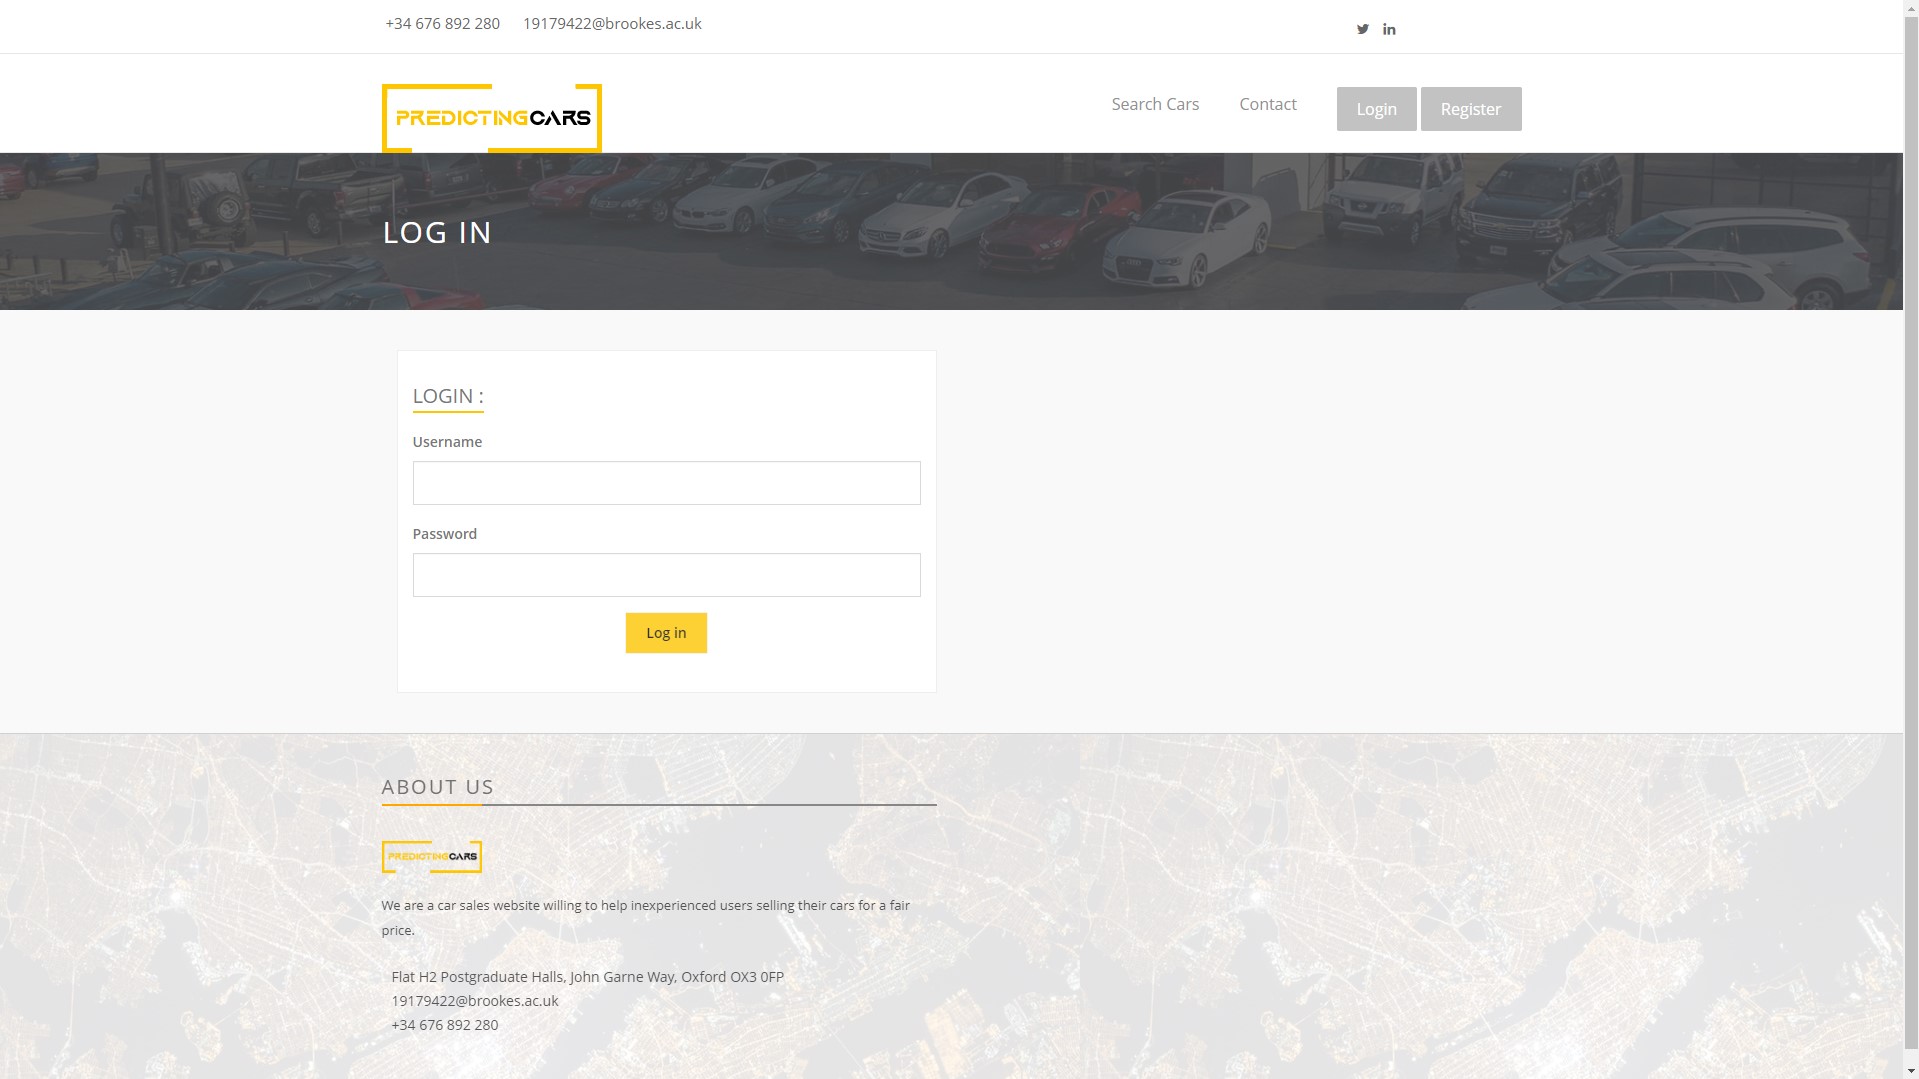 +34 676 892 280 19179422@brookes.ac.uk
PREDICTINGCARS
Search Cars Contact Login Register
LOG IN
LOGIN :
Username
Password
Log in
ABOUT US
PREDICTINGCARS
We are a car sales website willing to help inexperienced users selling their cars for a fair
price.
Flat H2 Postgraduate Halls, John Garne Way, Oxford OX3 0FP
19179422@brookes.ac.uk
+34 676 892 280